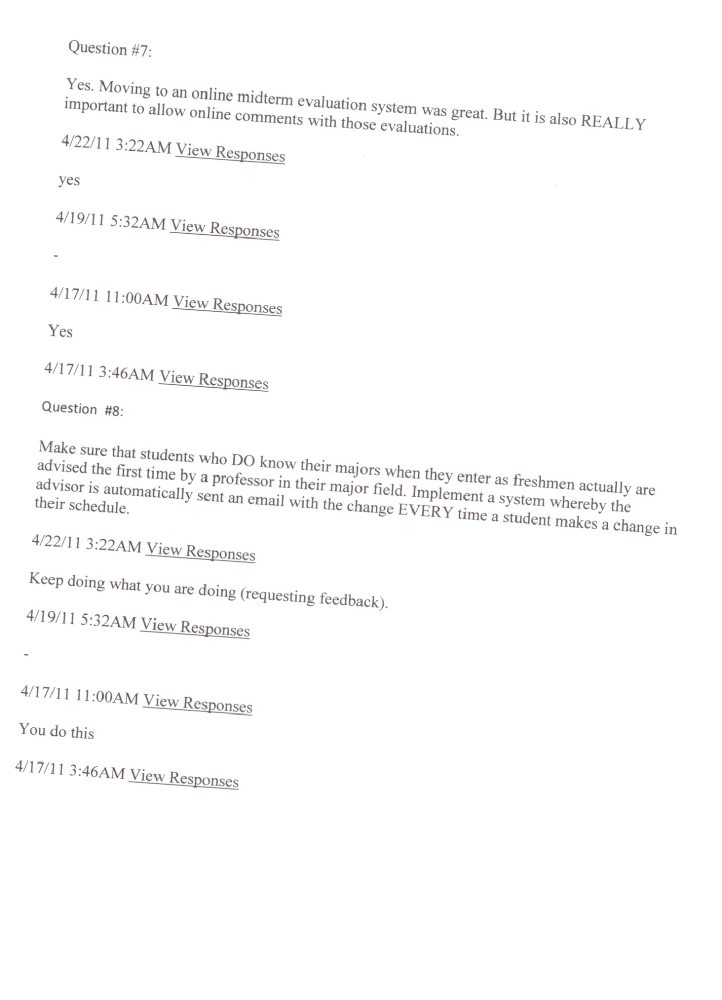 Question #7:
Yes. Moving to an online midterm evaluation system was great. But it is also REALLY
important to allow online comments with those evaluations.
4/22/11 3:22AM View Responses
yes
4/19/11 5:32AM View Responses
-
4/17/11 11:00AM View Responses
Yes
4/17/11 3:46AM View Responses
Question #8:
Make sure that students who DO know their majors when they enter as freshmen actually are
advised the first time by a professor in their major field. Implement a system whereby the
advisor is automatically sent an email with the change EVERY time a student makes a change in
their schedule.
4/22/11 3:22AM View Responses
Keep doing what you are doing (requesting feedback).
4/19/11 5:32AM View Responses
-
4/17/11 11:00AM View Responses
You do this
4/17/11 3:46AM View Responses